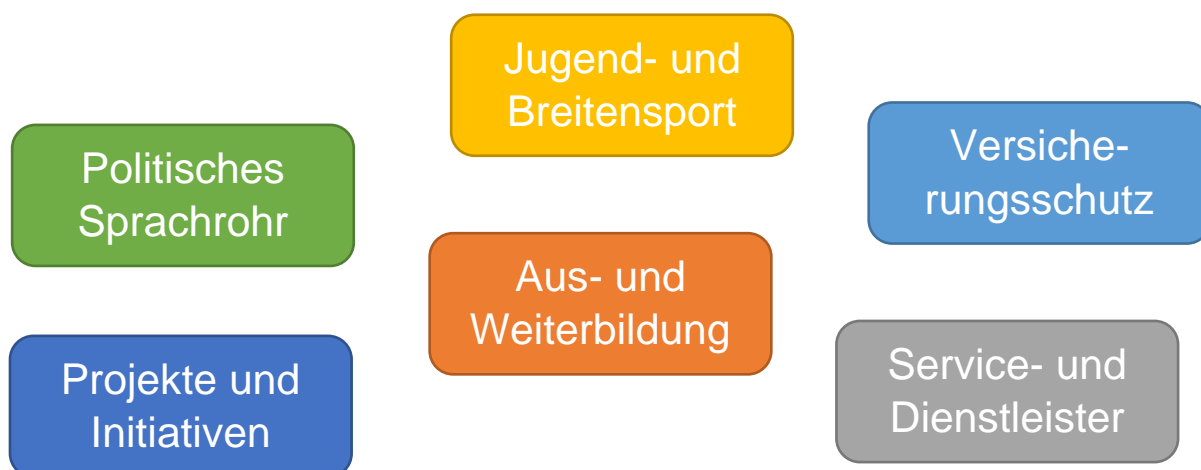 Jugend- und
Breitensport
Politisches
Sprachrohr
Versiche-
rungsschutz
Aus- und
Weiterbildung
Projekte und
Initiativen
Service- und
Dienstleister